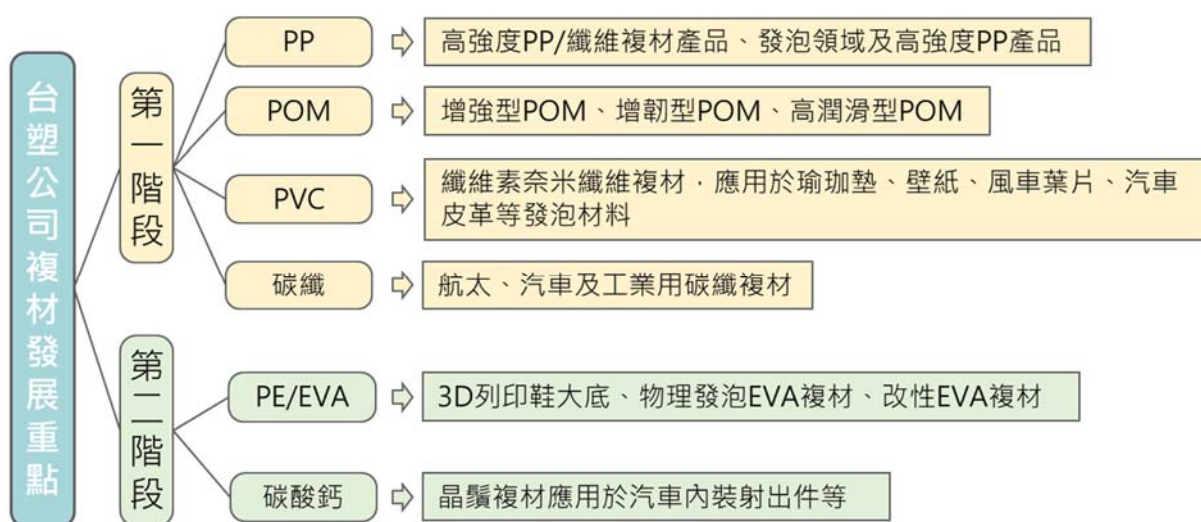 台塑公司複材發展重點
第一階段
PP
高強度PP/纖維複材產品、發泡領域及高強度PP產品
POM
增強型POM、增韌型POM、高潤滑型POM
PVC
纖維素奈米纖維複材，應用於瑜珈墊、壁紙、風車葉片、汽車
皮革等發泡材料
碳纖
航太、汽車及工業用碳纖複材
第二階段
PE/EVA
3D列印鞋大底、物理發泡EVA複材、改性EVA複材
碳酸鈣
晶鬚複材應用於汽車內裝射出件等